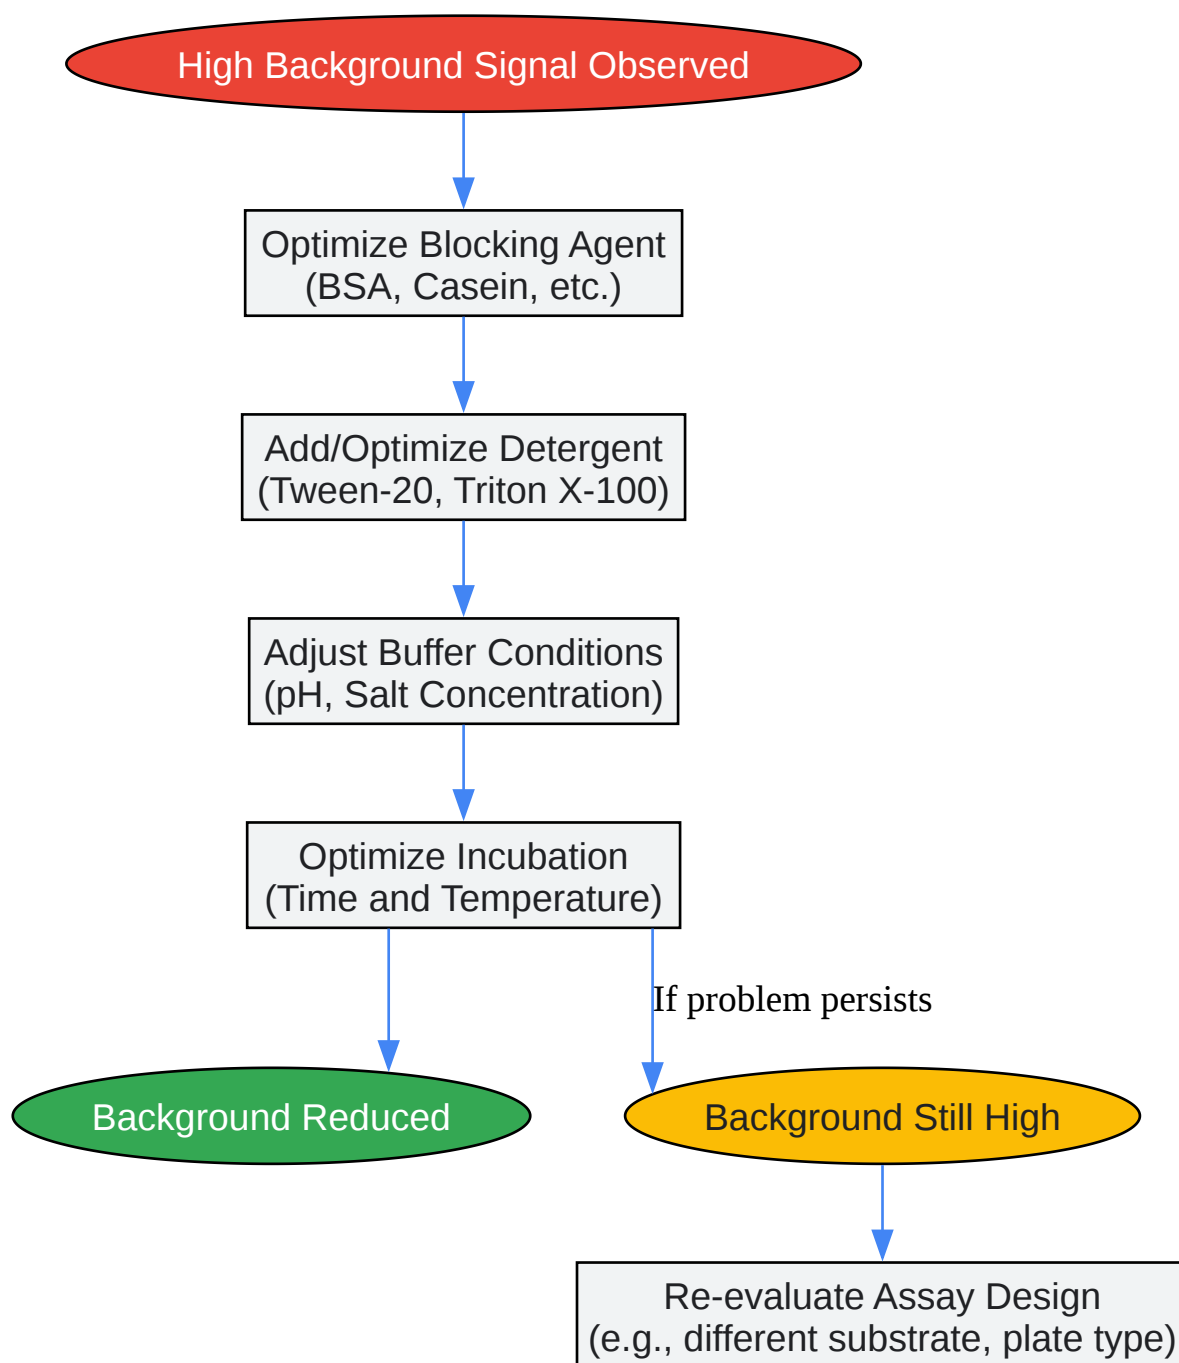 High Background Signal Observed
Optimize Blocking Agent
(BSA, Casein, etc.)
Add/Optimize Detergent
(Tween-20, Triton X-100)
Adjust Buffer Conditions
(pH, Salt Concentration)
Optimize Incubation
(Time and Temperature)
If problem persists
Background Reduced
Background Still High
Re-evaluate Assay Design
(e.g., different substrate, plate type)